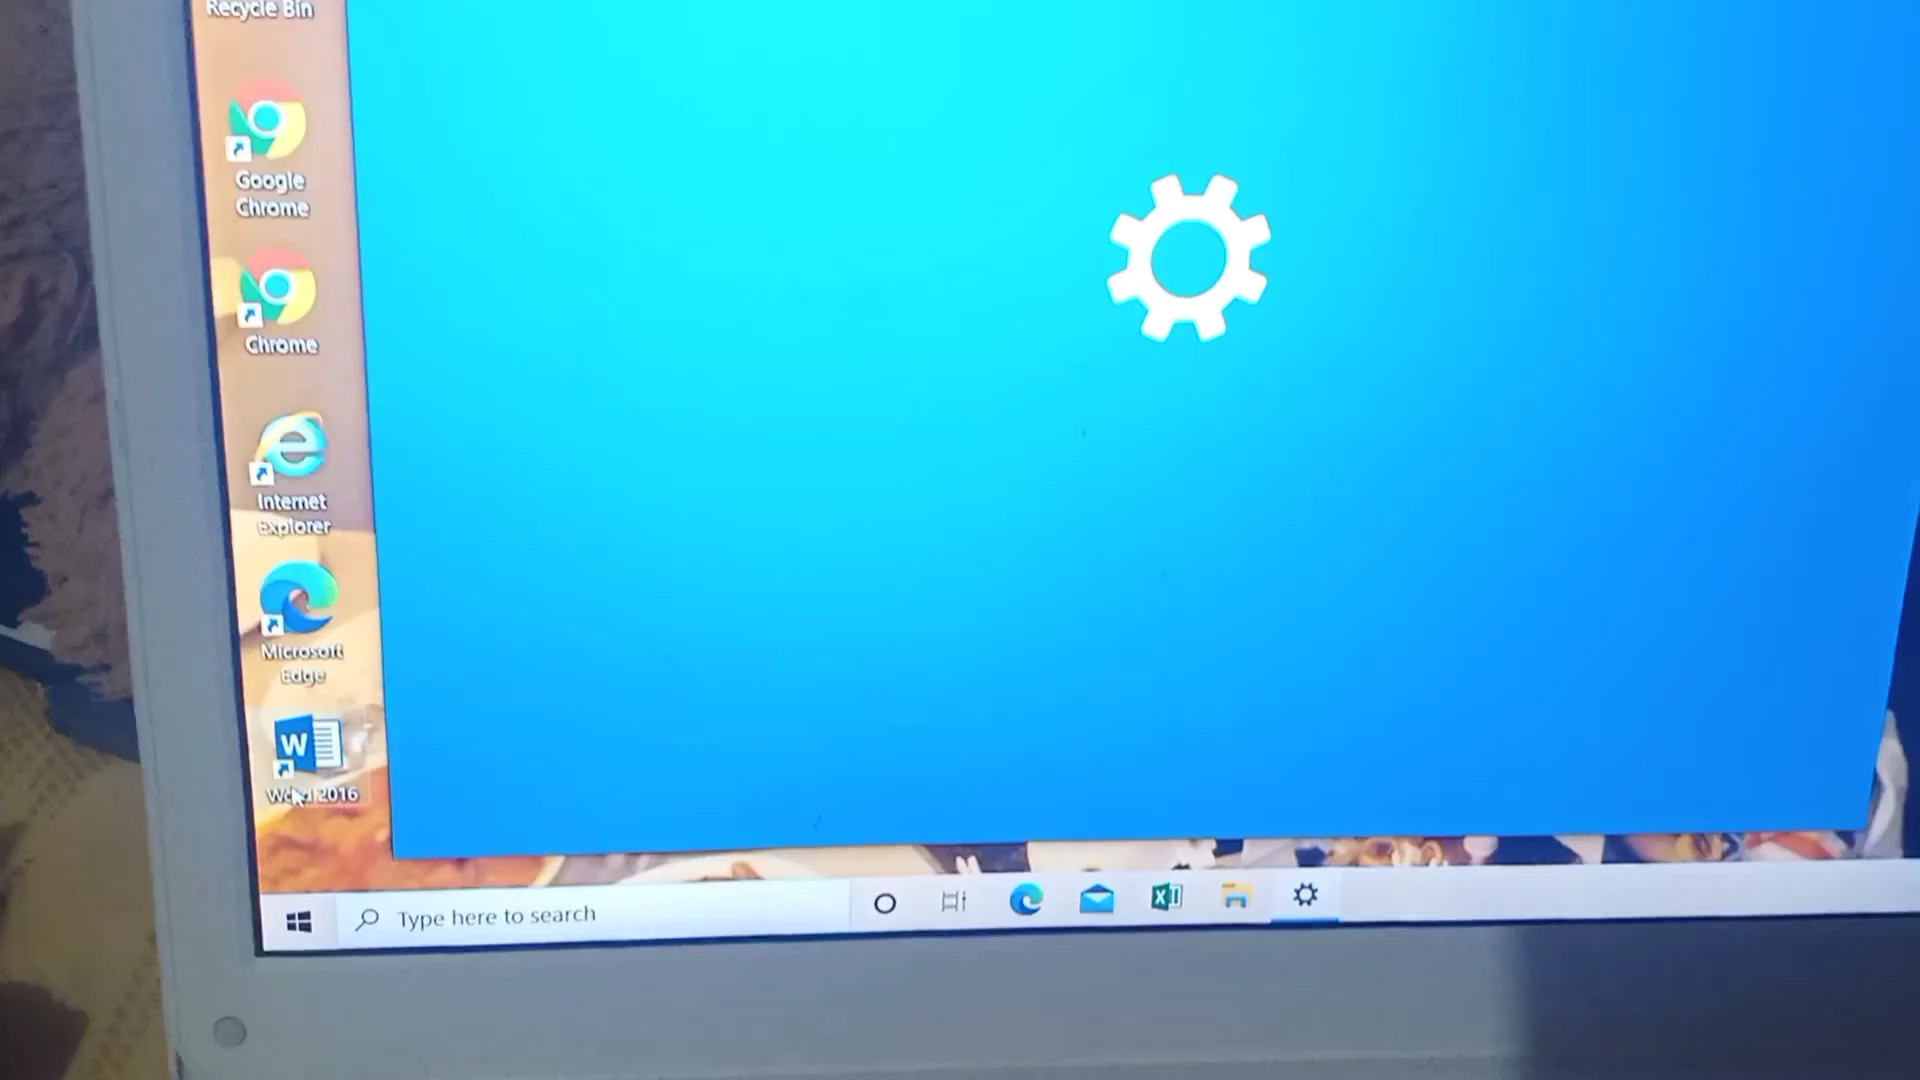 Recycle Bin
Google
Chrome
Chrome
Internet
Explorer
Microsoft
Edge
W
Word 2016
Type here to search